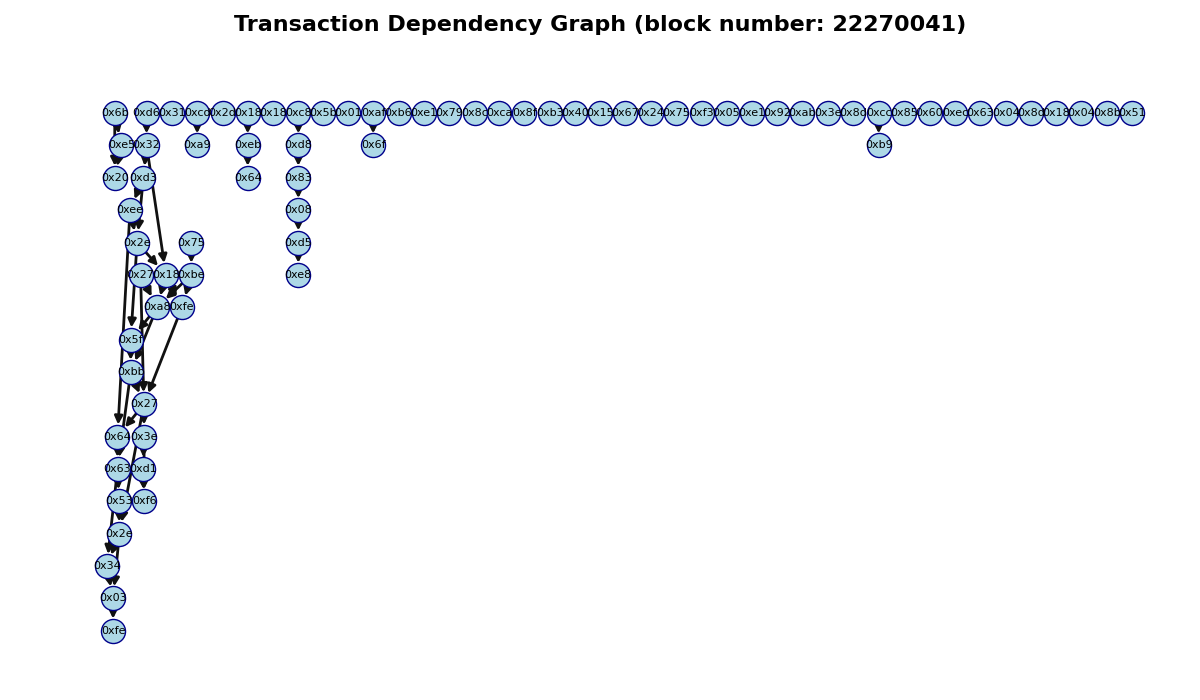 Transaction Dependency Graph (block number: 22270041)
0x6b 0xd6 0x31 0xcd 0x2d 0x18 0x18 0xc8 0x5b 0x01 0xaf 0xb6 0xe1 0x79 0x8c 0xca 0x8f 0xb3 0x40 0x15 0x67 0x24 0x75 0xf3 0x05 0xe1 0x92 0xab 0x3e 0x8d 0xcc 0x85 0x60 0xed 0x63 0x04 0x8d 0x18 0x04 0x8b 0x51
0xe5 0x32 0xa9 0xeb 0xd8 0x6f 0xb9
0x20 0xd3 0x64 0x83
0xee 0x08
0x2e 0x75 0xd5
0x27 0x18 0xbe 0xe8
0xa8 0xfe
0x5f
0xbb
0x27
0x64 0x3e
0x63 0xd1
0x53 0xf6
0x2e
0x34
0x03
0xfe